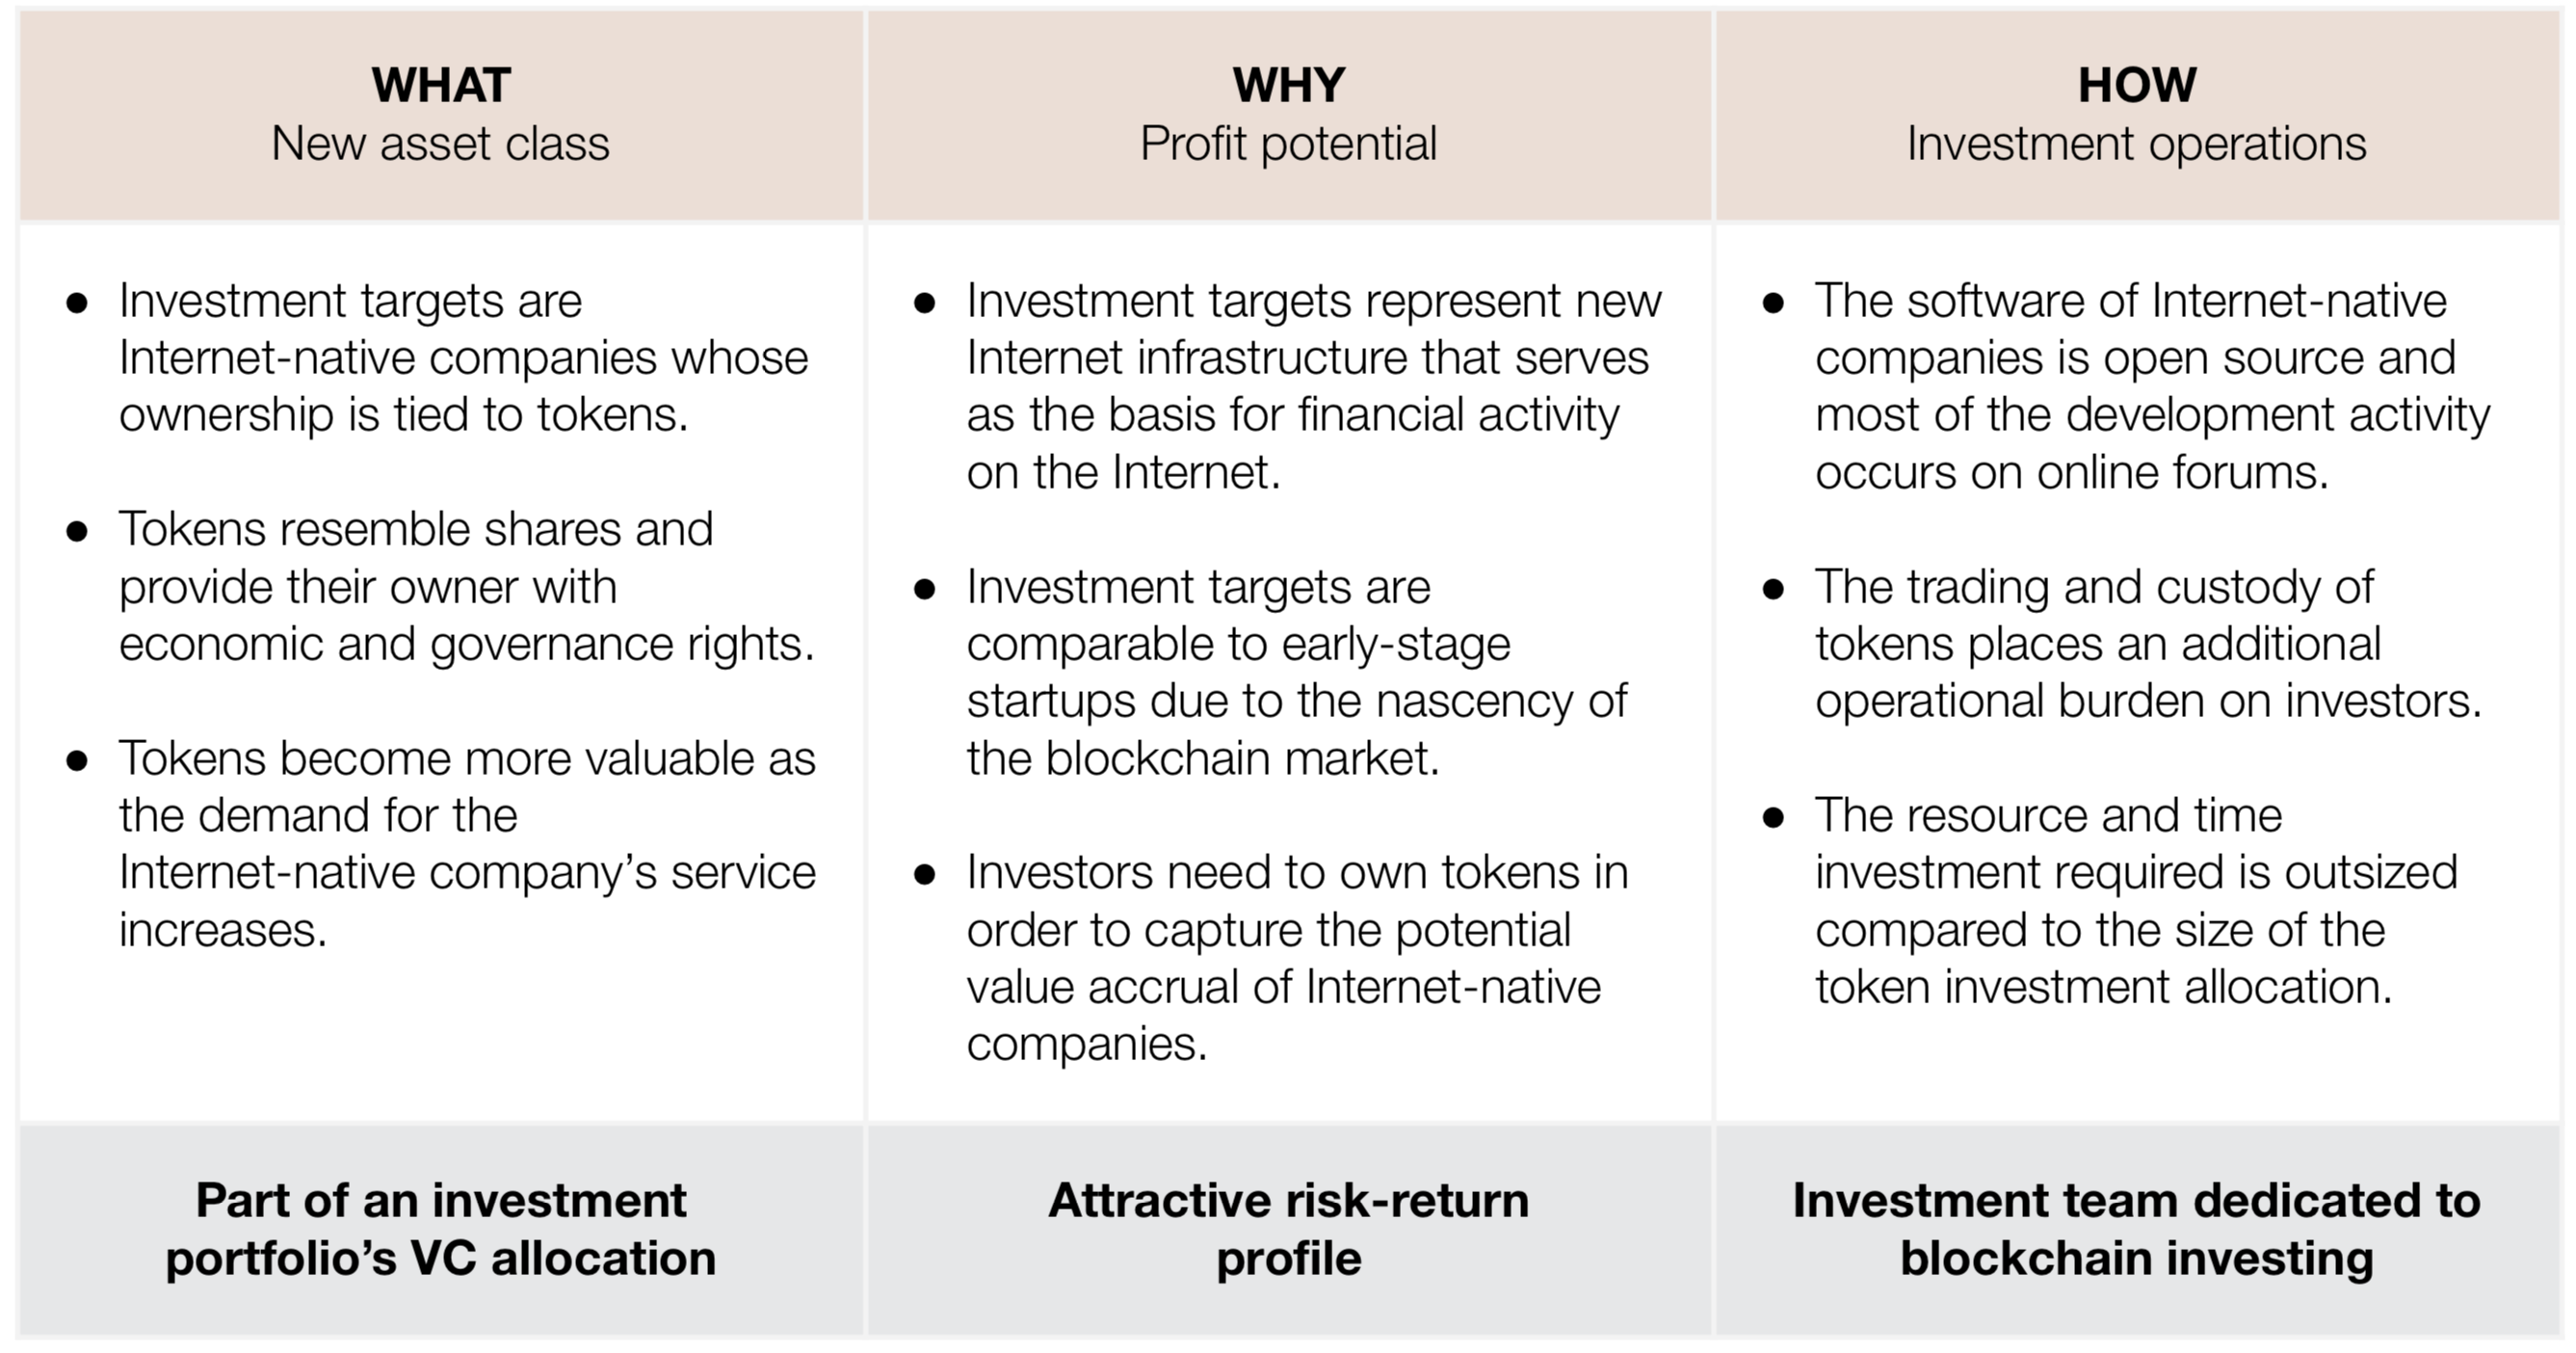 WHAT
New asset class
WHY
Profit potential
HOW
Investment operations
● Investment targets are
Internet-native companies whose
ownership is tied to tokens.
● Tokens resemble shares and
provide their owner with
economic and governance rights.
● Tokens become more valuable as
the demand for the
Internet-native company’s service
increases.
● Investment targets represent new
Internet infrastructure that serves
as the basis for financial activity
on the Internet.
● Investment targets are
comparable to early-stage
startups due to the nascency of
the blockchain market.
● Investors need to own tokens in
order to capture the potential
value accrual of Internet-native
companies.
● The software of Internet-native
companies is open source and
most of the development activity
occurs on online forums.
● The trading and custody of
tokens places an additional
operational burden on investors.
● The resource and time
investment required is outsized
compared to the size of the
token investment allocation.
Part of an investment
portfolio’s VC allocation
Attractive risk-return
profile
Investment team dedicated to
blockchain investing